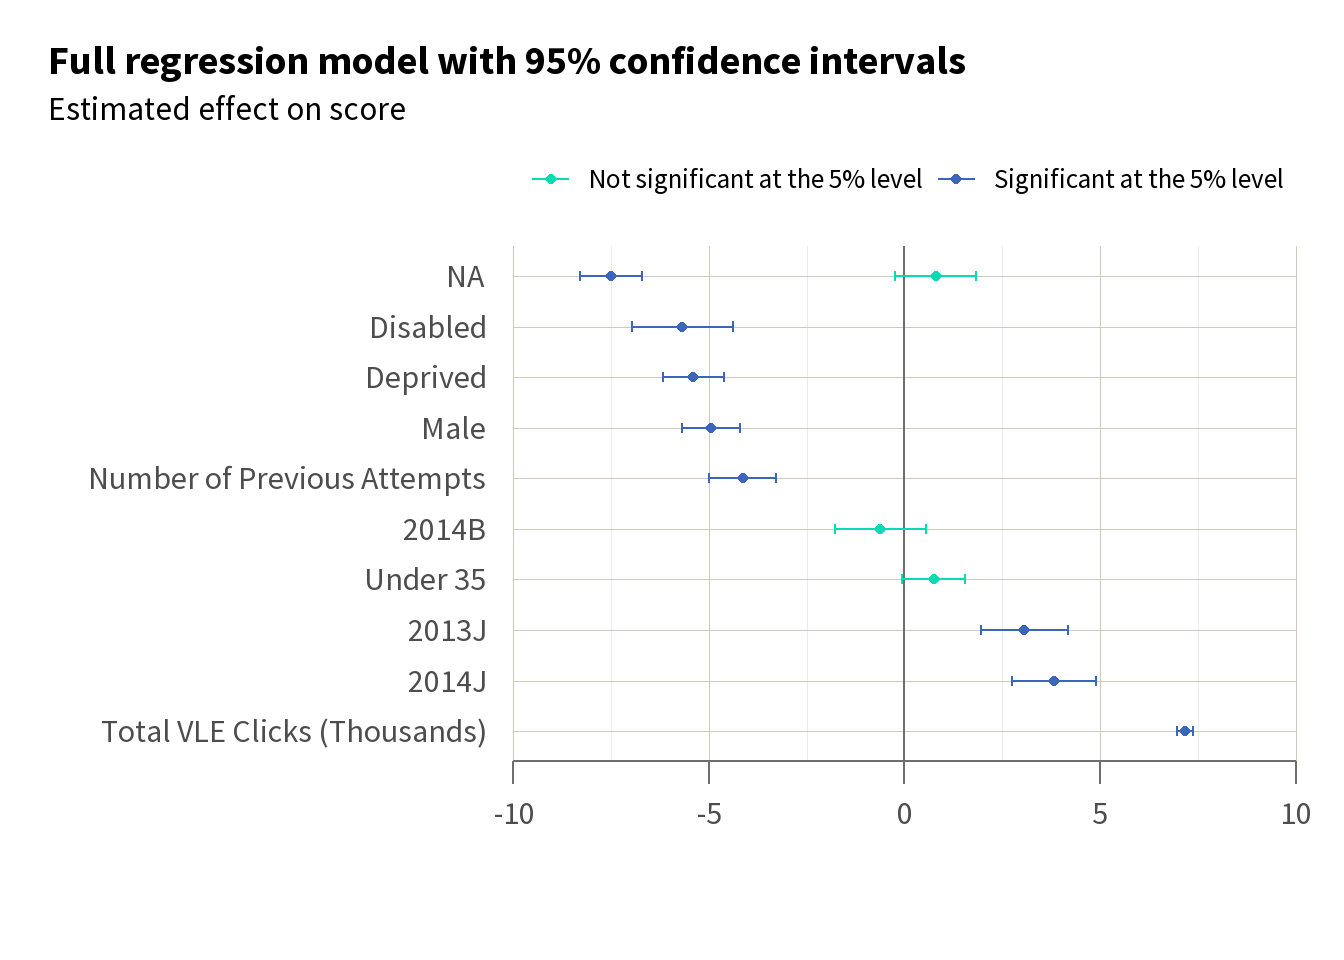 Full regression model with 95% confidence intervals
Estimated effect on score
Not significant at the 5% level Significant at the 5% level
NA
Disabled
Deprived
Male
Number of Previous Attempts
2014B
Under 35
2013J
2014J
Total VLE Clicks (Thousands)
-10 -5 0 5 10